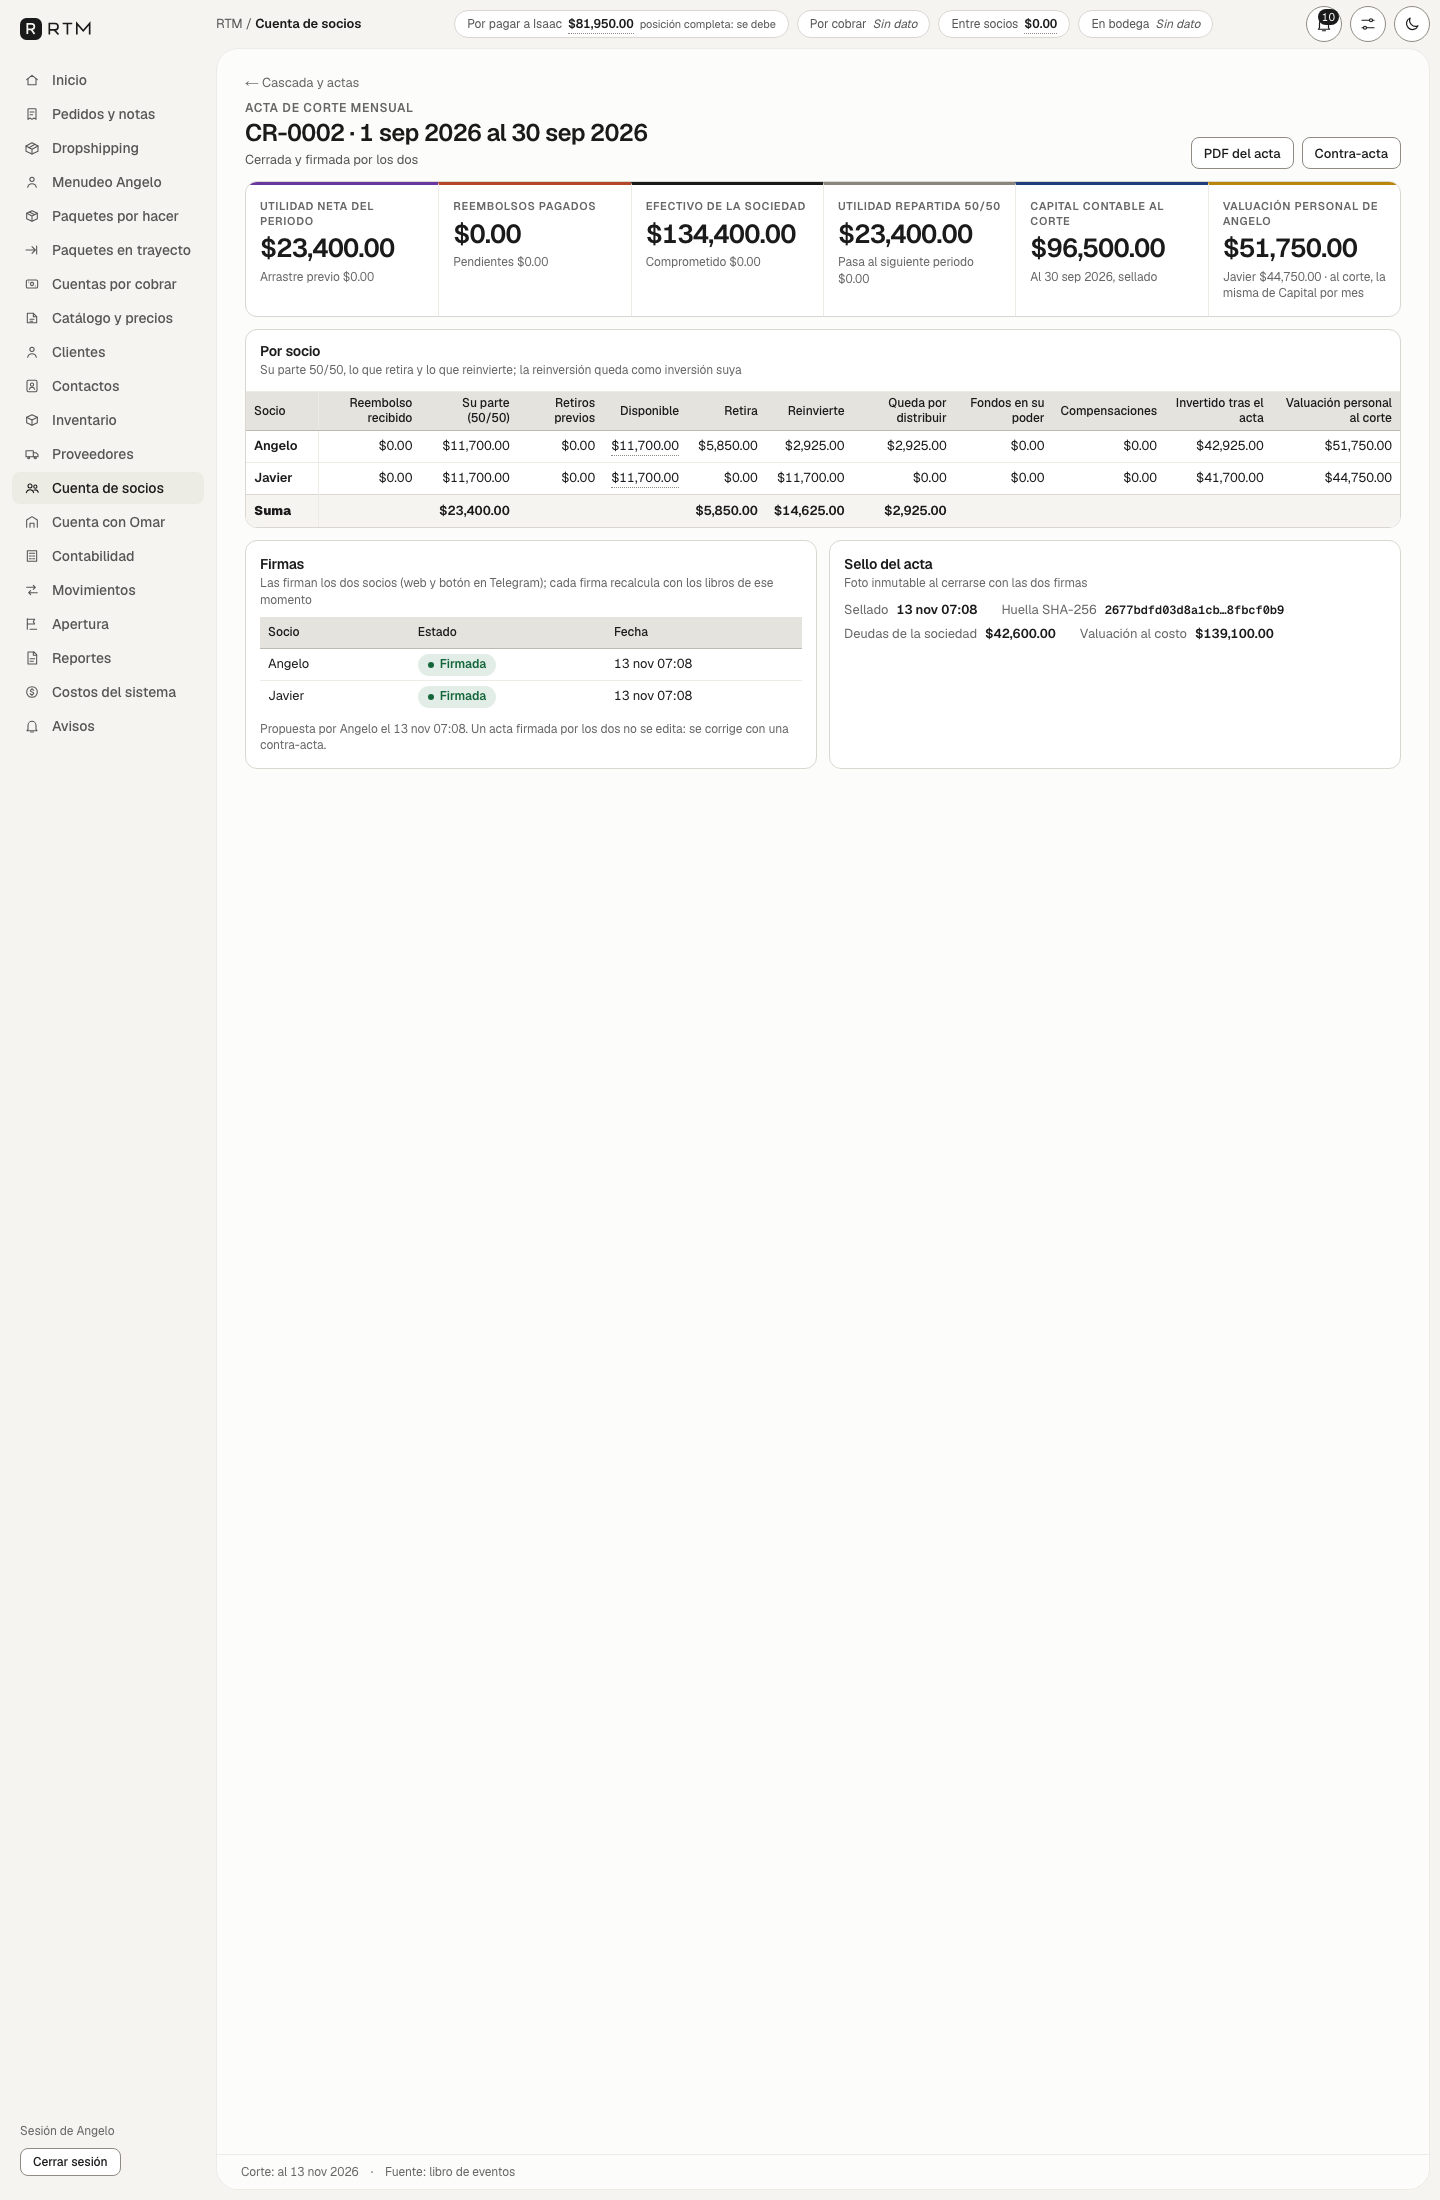 R RTM
RTM / Cuenta de socios
Por pagar a Isaac $81,950.00 posición completa: se debe
Por cobrar Sin dato
Entre socios $0.00
En bodega Sin dato
10
Inicio
Pedidos y notas
Dropshipping
Menudeo Angelo
Paquetes por hacer
Paquetes en trayecto
Cuentas por cobrar
Catálogo y precios
Clientes
Contactos
Inventario
Proveedores
Cuenta de socios
Cuenta con Omar
Contabilidad
Movimientos
Apertura
Reportes
Costos del sistema
Avisos
Sesión de Angelo
Cerrar sesión
← Cascada y actas
ACTA DE CORTE MENSUAL
CR-0002 · 1 sep 2026 al 30 sep 2026
Cerrada y firmada por los dos
PDF del acta
Contra-acta
UTILIDAD NETA DEL
PERIODO
$23,400.00
Arrastre previo $0.00
REEMBOLSOS PAGADOS
$0.00
Pendientes $0.00
EFECTIVO DE LA SOCIEDAD
$134,400.00
Comprometido $0.00
UTILIDAD REPARTIDA 50/50
$23,400.00
Pasa al siguiente periodo
$0.00
CAPITAL CONTABLE AL
CORTE
$96,500.00
Al 30 sep 2026, sellado
VALUACIÓN PERSONAL DE
ANGELO
$51,750.00
Javier $44,750.00 · al corte, la
misma de Capital por mes
Por socio
Su parte 50/50, lo que retira y lo que reinvierte; la reinversión queda como inversión suya
Socio
Reembolso
recibido
Su parte
(50/50)
Retiros
previos
Disponible
Retira
Reinvierte
Queda por
distribuir
Fondos en su
poder
Compensaciones
Invertido tras el
acta
Valuación personal
al corte
Angelo $0.00 $11,700.00 $0.00 $11,700.00 $5,850.00 $2,925.00 $2,925.00 $0.00 $0.00 $42,925.00 $51,750.00
Javier $0.00 $11,700.00 $0.00 $11,700.00 $0.00 $11,700.00 $0.00 $0.00 $0.00 $41,700.00 $44,750.00
Suma $23,400.00 $5,850.00 $14,625.00 $2,925.00
Firmas
Las firman los dos socios (web y botón en Telegram); cada firma recalcula con los libros de ese
momento
Socio Estado Fecha
Angelo Firmada 13 nov 07:08
Javier Firmada 13 nov 07:08
Propuesta por Angelo el 13 nov 07:08. Un acta firmada por los dos no se edita: se corrige con una
contra-acta.
Sello del acta
Foto inmutable al cerrarse con las dos firmas
Sellado 13 nov 07:08 Huella SHA-256 2677bdfd03d8a1cb…8fbcf0b9
Deudas de la sociedad $42,600.00 Valuación al costo $139,100.00
Corte: al 13 nov 2026 · Fuente: libro de eventos